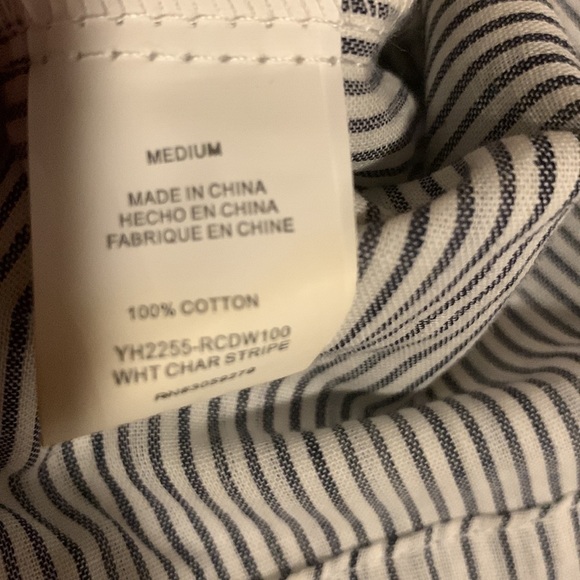 MEDIUM
MADE IN CHINA
HECHO EN CHINA
FABRIQUE EN CHINE
100% COTTON
YH2255-RCDW100
WHT CHAR STRIPE